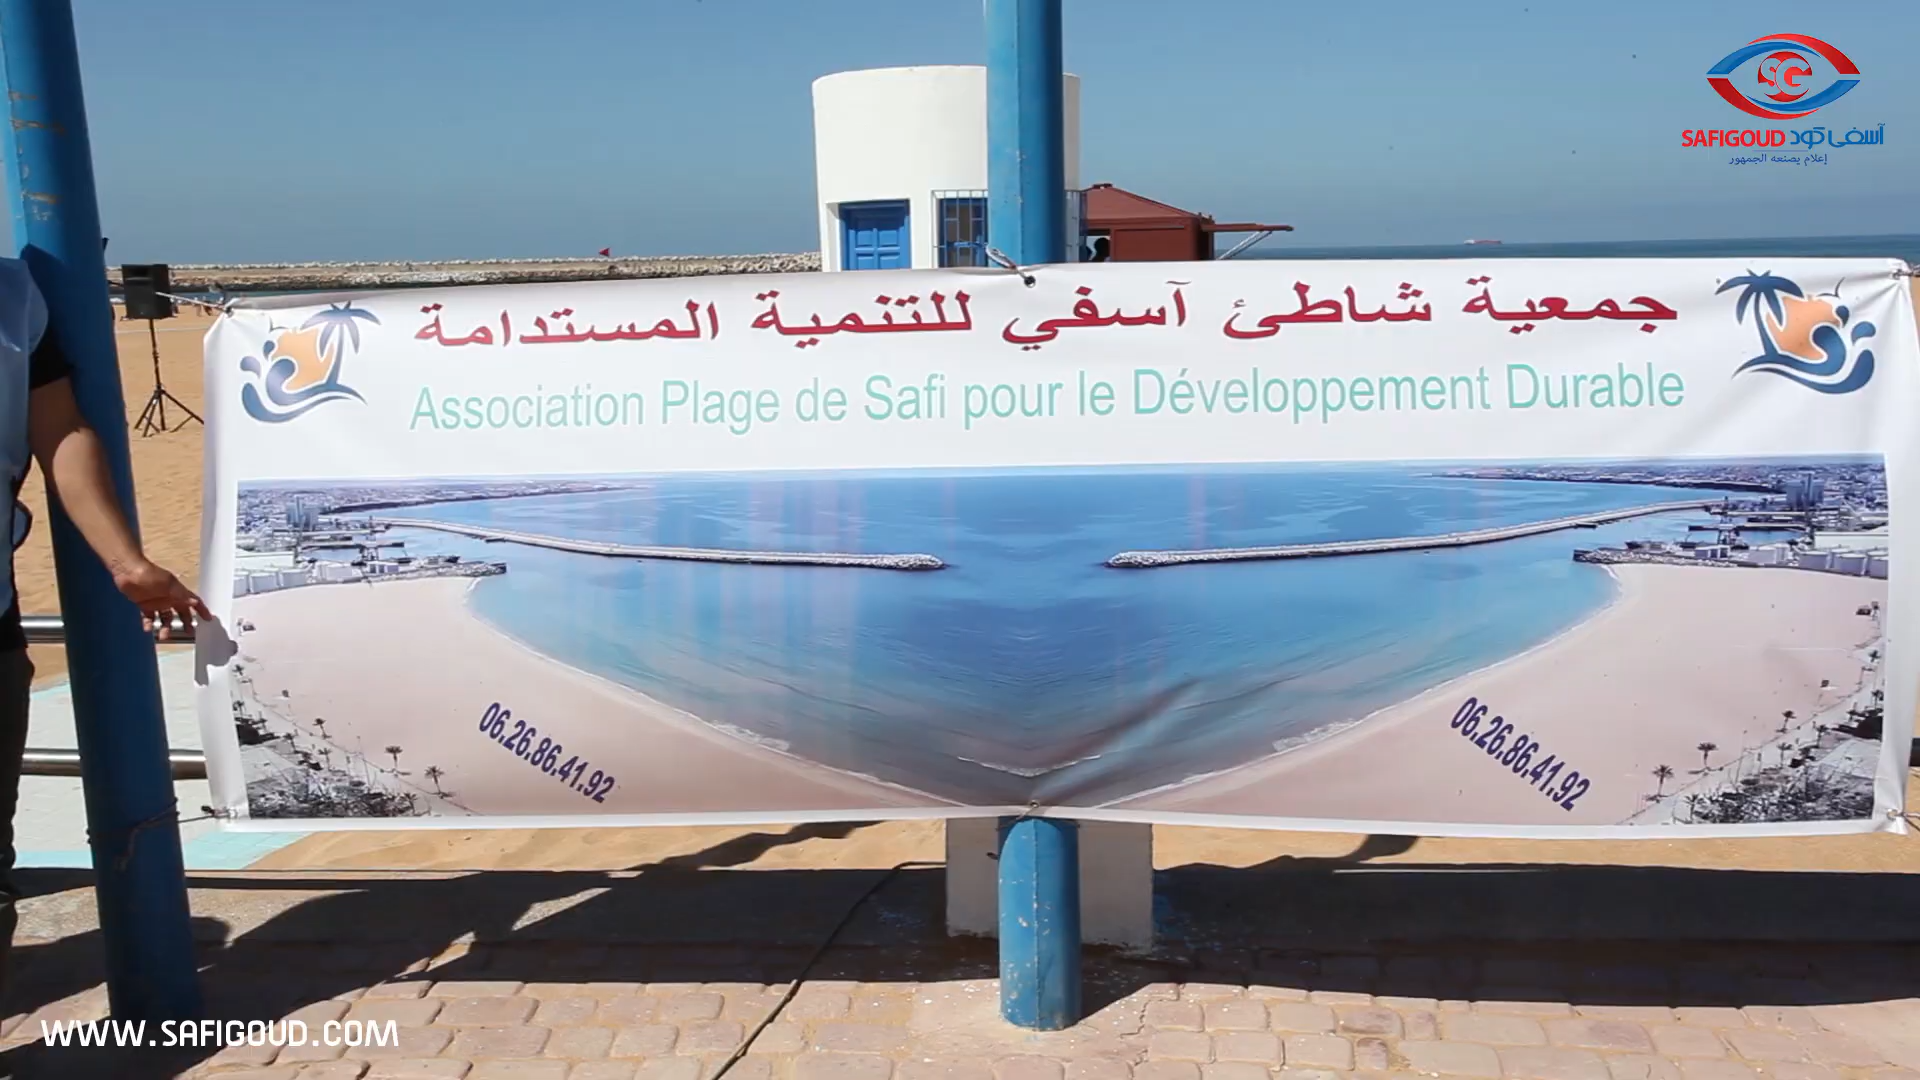 SG
SAFIGOUD آسفي كود
إعلام يصنعه الجمهور
جمعية شاطئ آسفي للتنمية المستدامة
Association Plage de Safi pour le Développement Durable
06.26.86.41.92
06.26.86.41.92
WWW.SAFIGOUD.COM